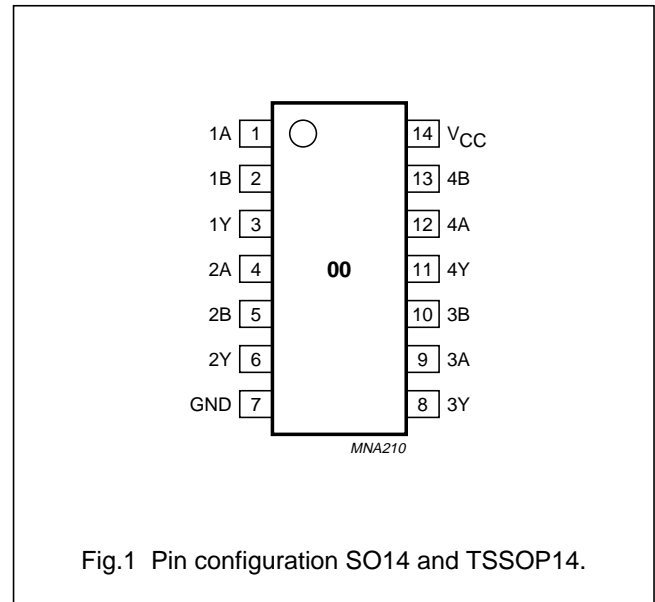 1A 1 14 VCC
1B 2 13 4B
1Y 3 12 4A
2A 4 00 11 4Y
2B 5 10 3B
2Y 6 9 3A
GND 7 8 3Y
MNA210
Fig.1 Pin configuration SO14 and TSSOP14.